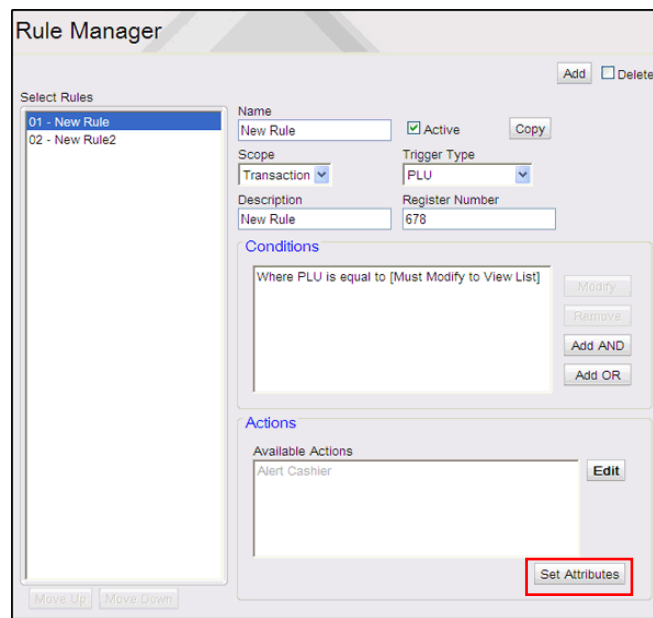 Rule Manager
Add Delete
Select Rules
01 - New Rule
02 - New Rule2
Name
New Rule Active Copy
Scope Trigger Type
Transaction PLU
Description Register Number
New Rule 678
Conditions
Where PLU is equal to [Must Modify to View List]
Modify
Remove
Add AND
Add OR
Actions
Available Actions
Alert Cashier
Edit
Set Attributes
Move Up Move Down